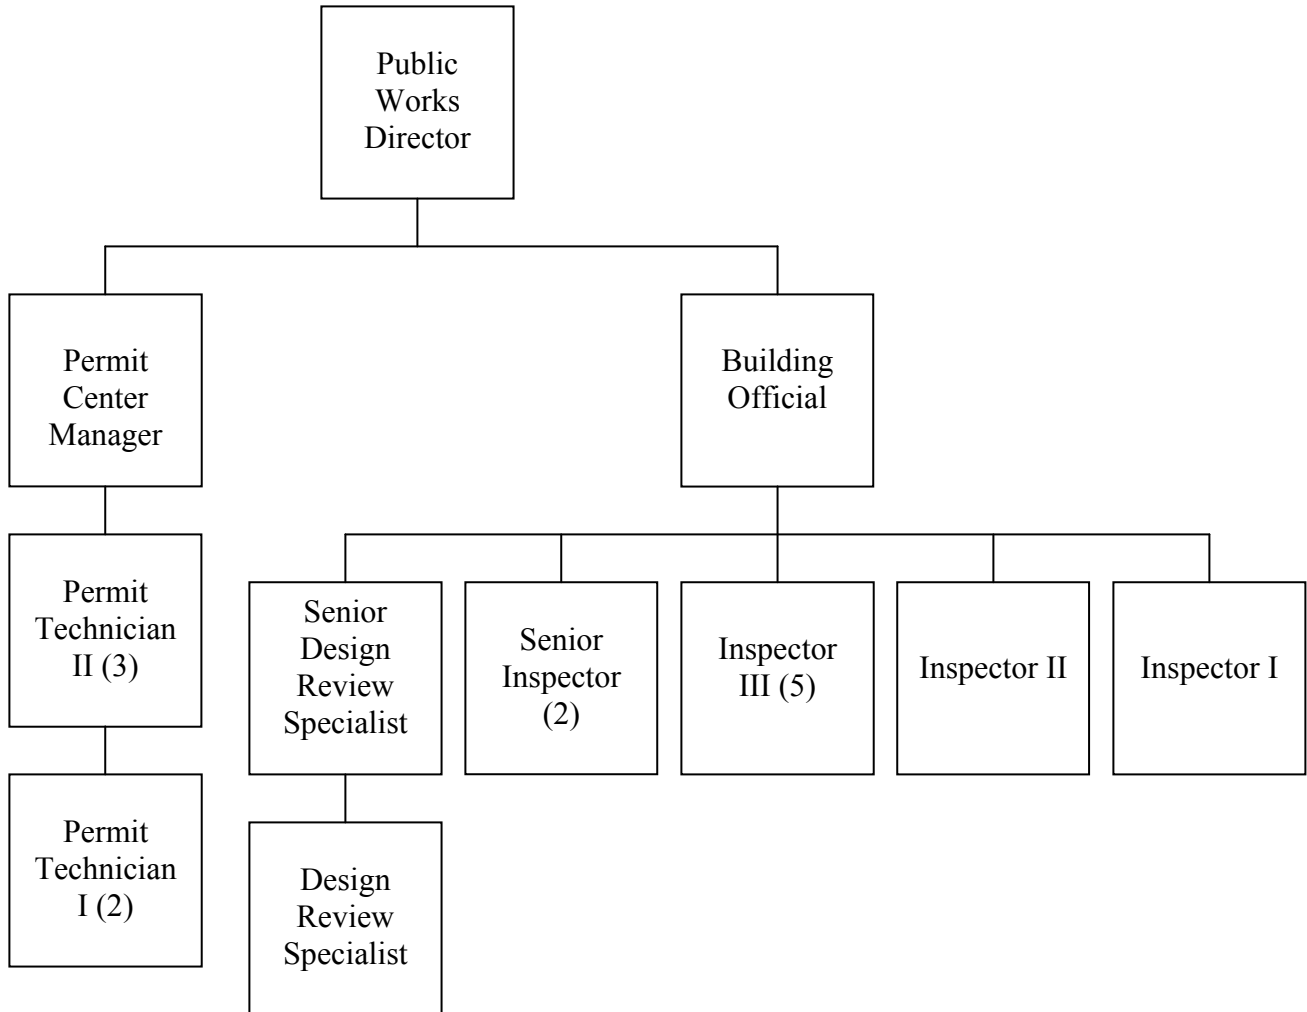 Public
Works
Director
Permit
Center
Manager
Building
Official
Permit
Technician
II (3)
Senior
Design
Review
Specialist
Senior
Inspector
(2)
Inspector
III (5)
Inspector II
Inspector I
Permit
Technician
I (2)
Design
Review
Specialist